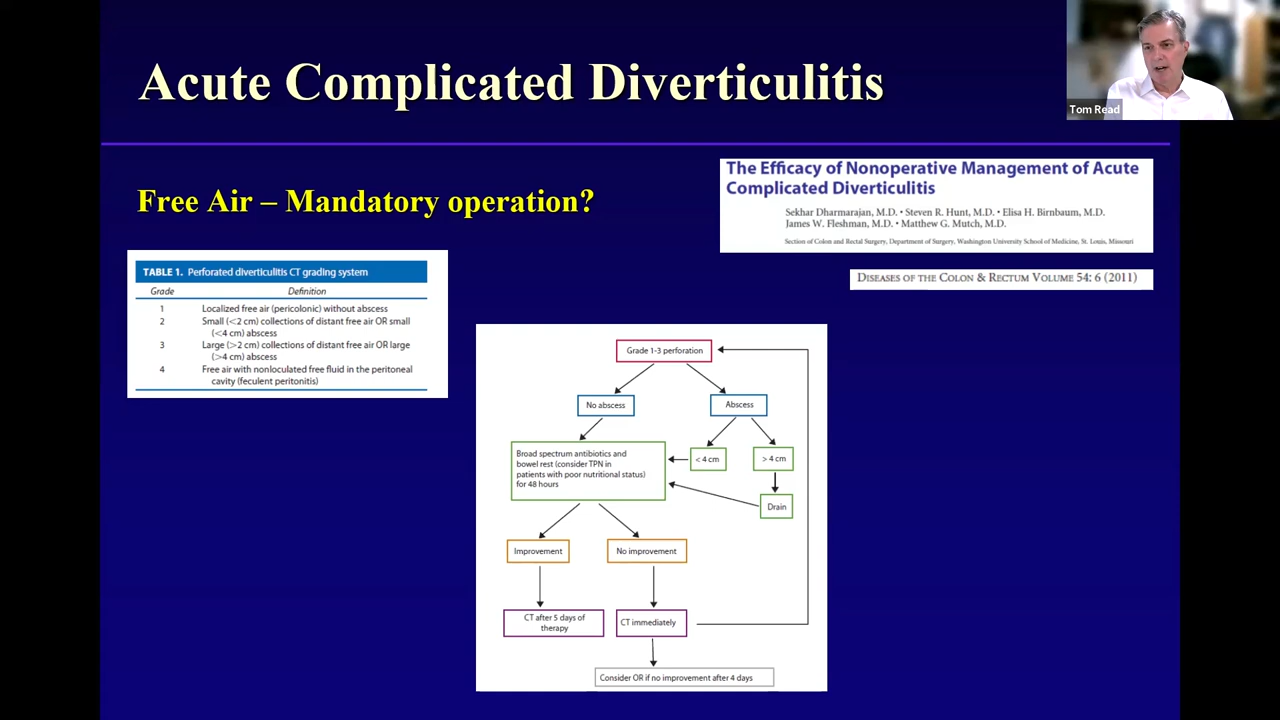 Acute Complicated Diverticulitis
Tom Read
Free Air – Mandatory operation?
The Efficacy of Nonoperative Management of Acute
Complicated Diverticulitis
Sekhar Dharmarajan, M.D. • Steven R. Hunt, M.D. • Elisa H. Birnbaum, M.D.
James W. Fleshman, M.D. • Matthew G. Mutch, M.D.
Section of Colon and Rectal Surgery, Department of Surgery, Washington University School of Medicine, St. Louis, Missouri
DISEASES OF THE COLON & RECTUM VOLUME 54: 6 (2011)
TABLE 1. Perforated diverticulitis CT grading system
Grade Definition
1 Localized free air (pericolonic) without abscess
2 Small (<2 cm) collections of distant free air OR small
(<4 cm) abscess
3 Large (>2 cm) collections of distant free air OR large
(>4 cm) abscess
4 Free air with nonloculated free fluid in the peritoneal
cavity (feculent peritonitis)
Grade 1-3 perforation
No abscess
Abscess
Broad spectrum antibiotics and
bowel rest (consider TPN in
patients with poor nutritional status)
for 48 hours
< 4 cm
> 4 cm
Drain
Improvement
No improvement
CT after 5 days of
therapy
CT immediately
Consider OR if no improvement after 4 days